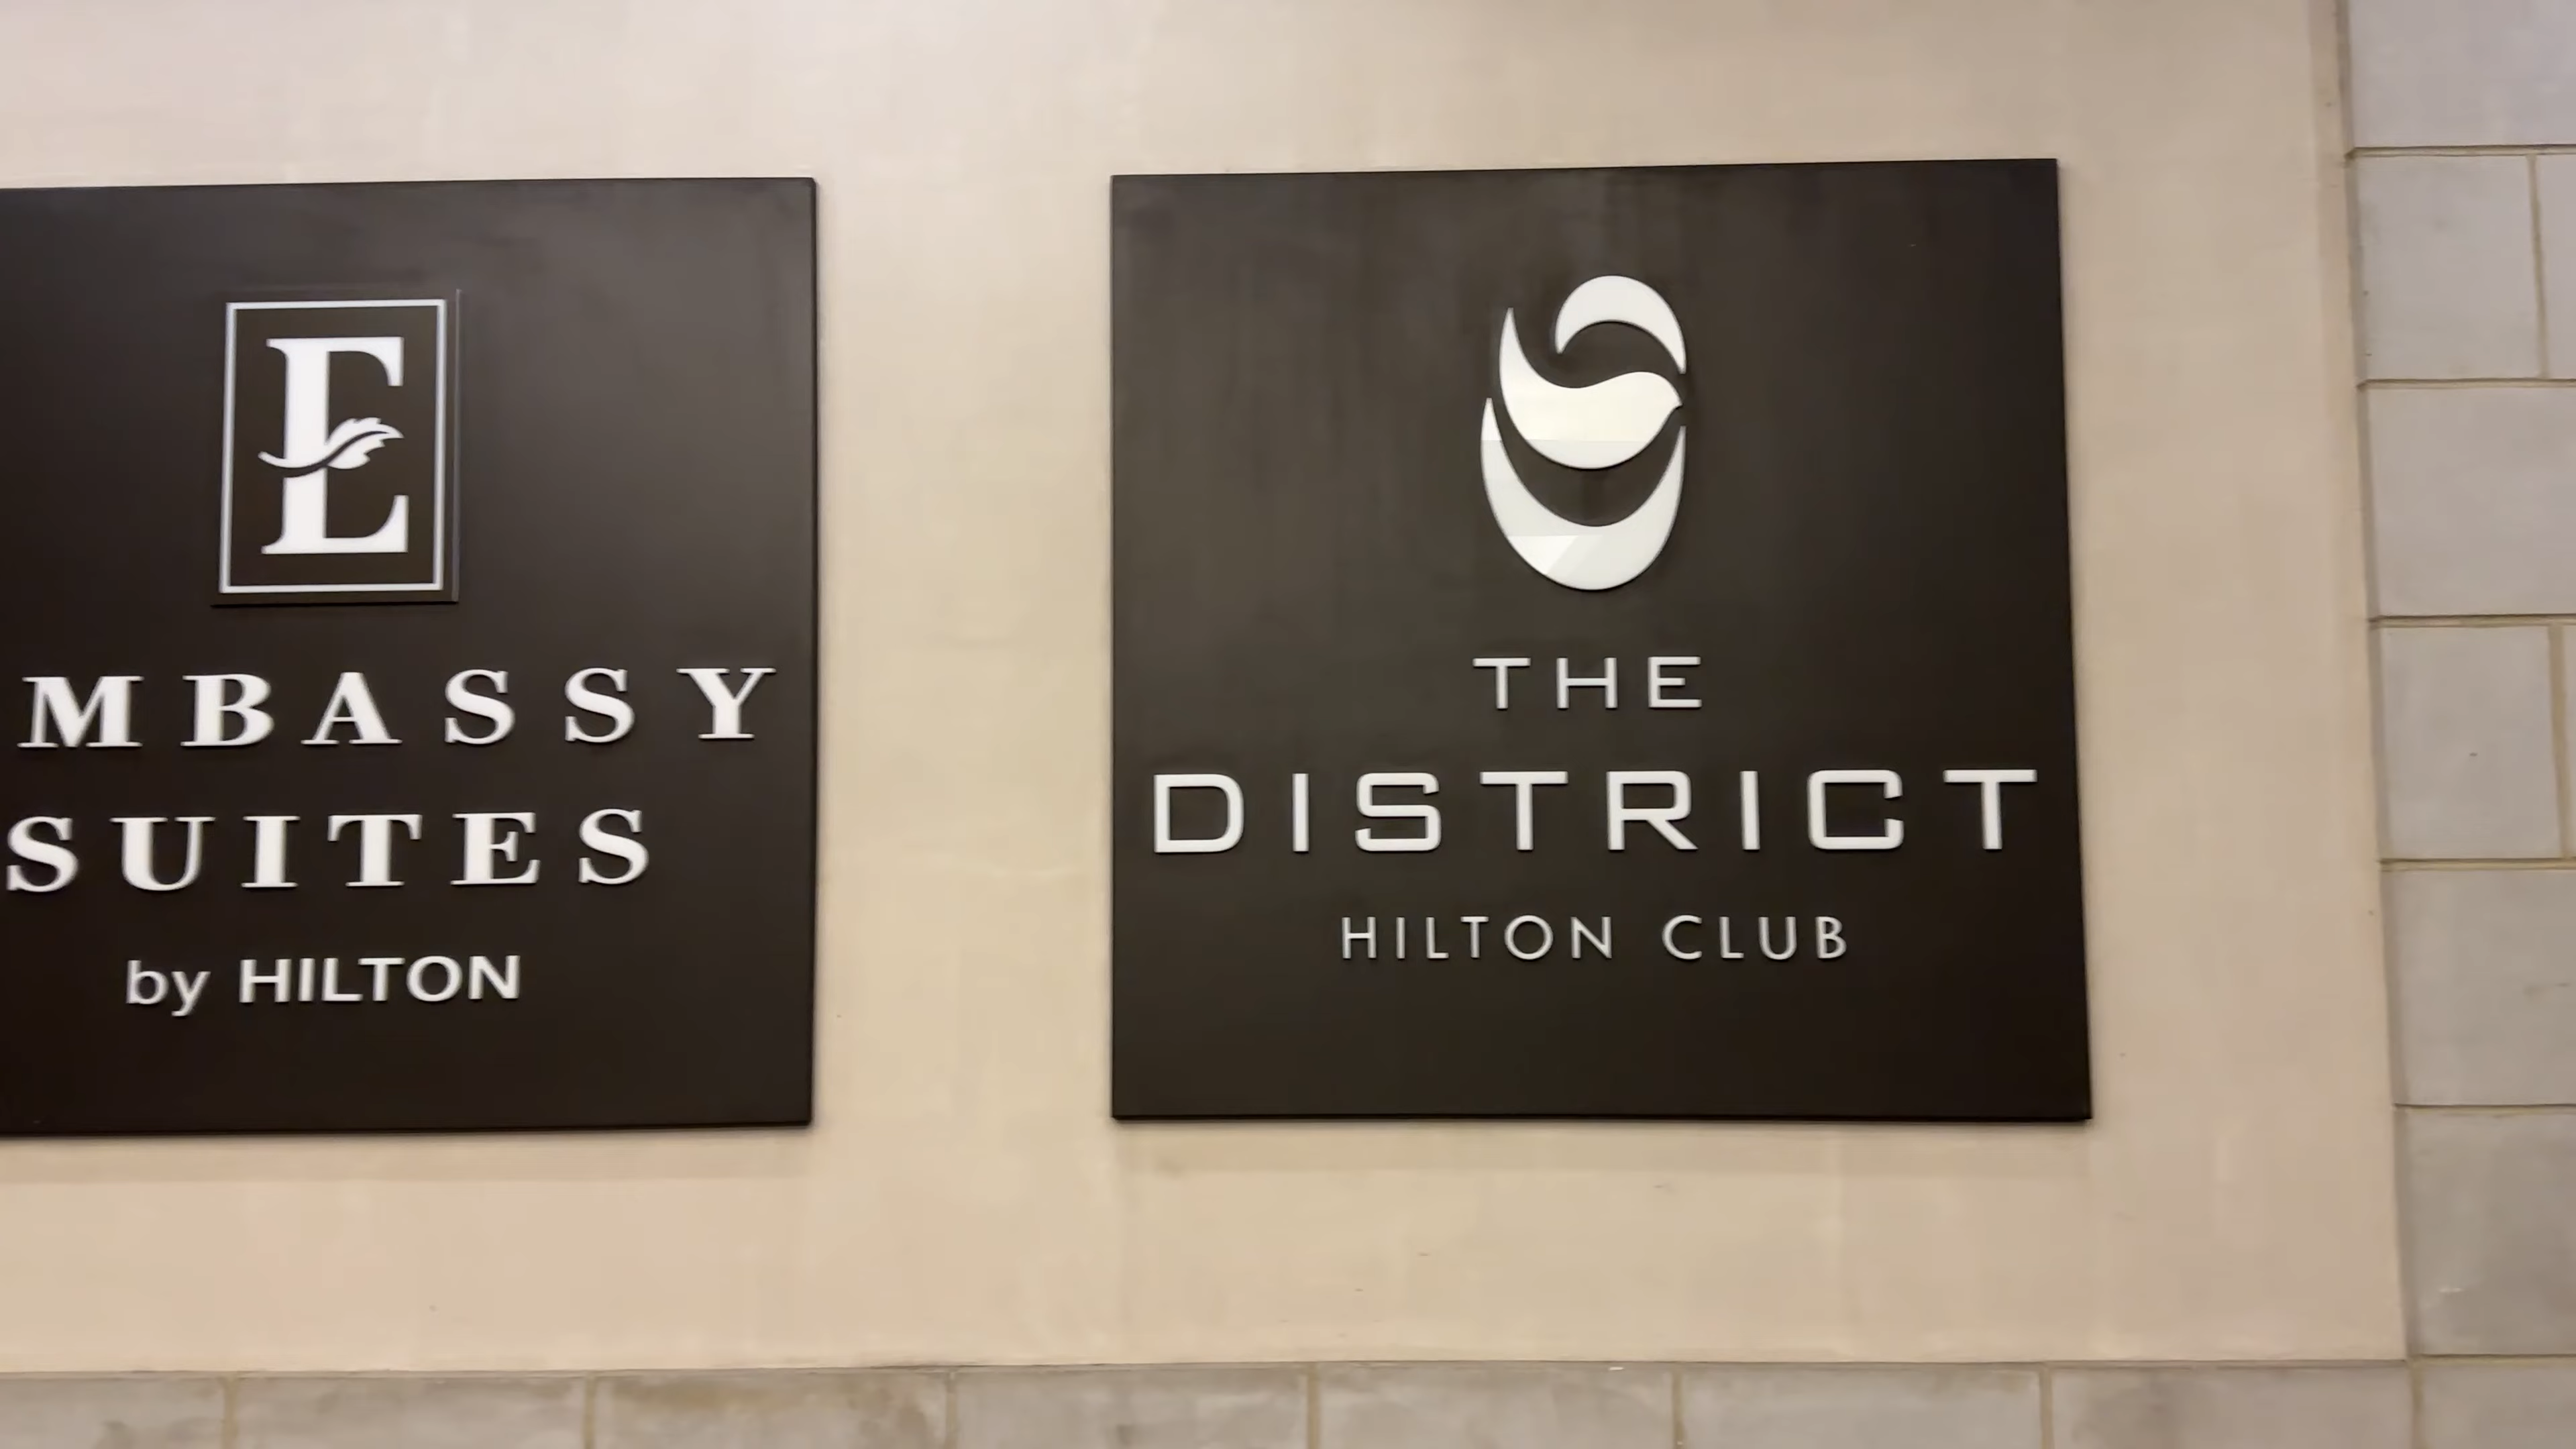 E
MBASSY
SUITES
by HILTON
THE
DISTRICT
HILTON CLUB